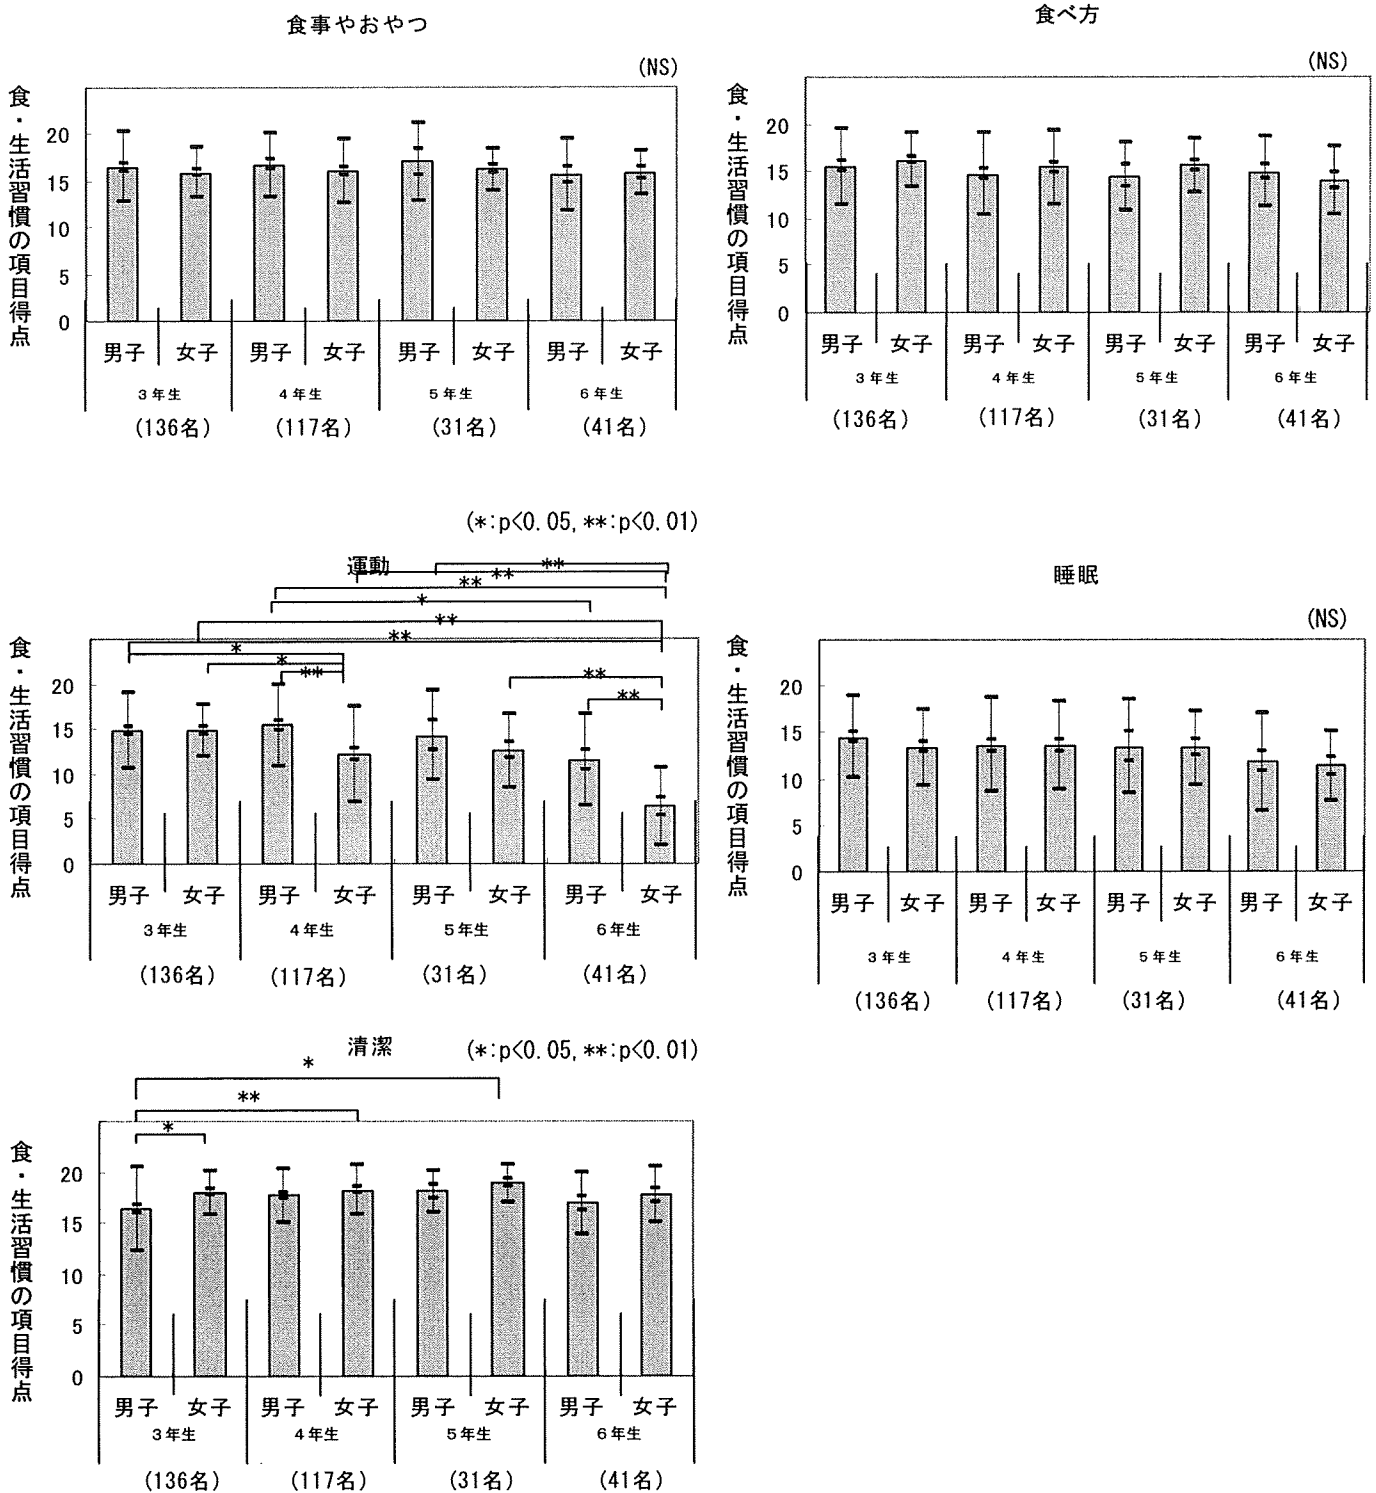 食事やおやつ
(NS)
食・生活習慣の項目得点
20
15
10
5
0
男子 女子 男子 女子 男子 女子 男子 女子
3年生 4年生 5年生 6年生
(136名) (117名) (31名) (41名)
食べ方
(NS)
食・生活習慣の項目得点
20
15
10
5
0
男子 女子 男子 女子 男子 女子 男子 女子
3年生 4年生 5年生 6年生
(136名) (117名) (31名) (41名)
(*:p<0.05,**:p<0.01)
運動
**
**
**
*
**
**
*
*
**
**
**
食・生活習慣の項目得点
20
15
10
5
0
男子 女子 男子 女子 男子 女子 男子 女子
3年生 4年生 5年生 6年生
(136名) (117名) (31名) (41名)
睡眠
(NS)
食・生活習慣の項目得点
20
15
10
5
0
男子 女子 男子 女子 男子 女子 男子 女子
3年生 4年生 5年生 6年生
(136名) (117名) (31名) (41名)
清潔
(*:p<0.05,**:p<0.01)
*
**
*
食・生活習慣の項目得点
20
15
10
5
0
男子 女子 男子 女子 男子 女子 男子 女子
3年生 4年生 5年生 6年生
(136名) (117名) (31名) (41名)